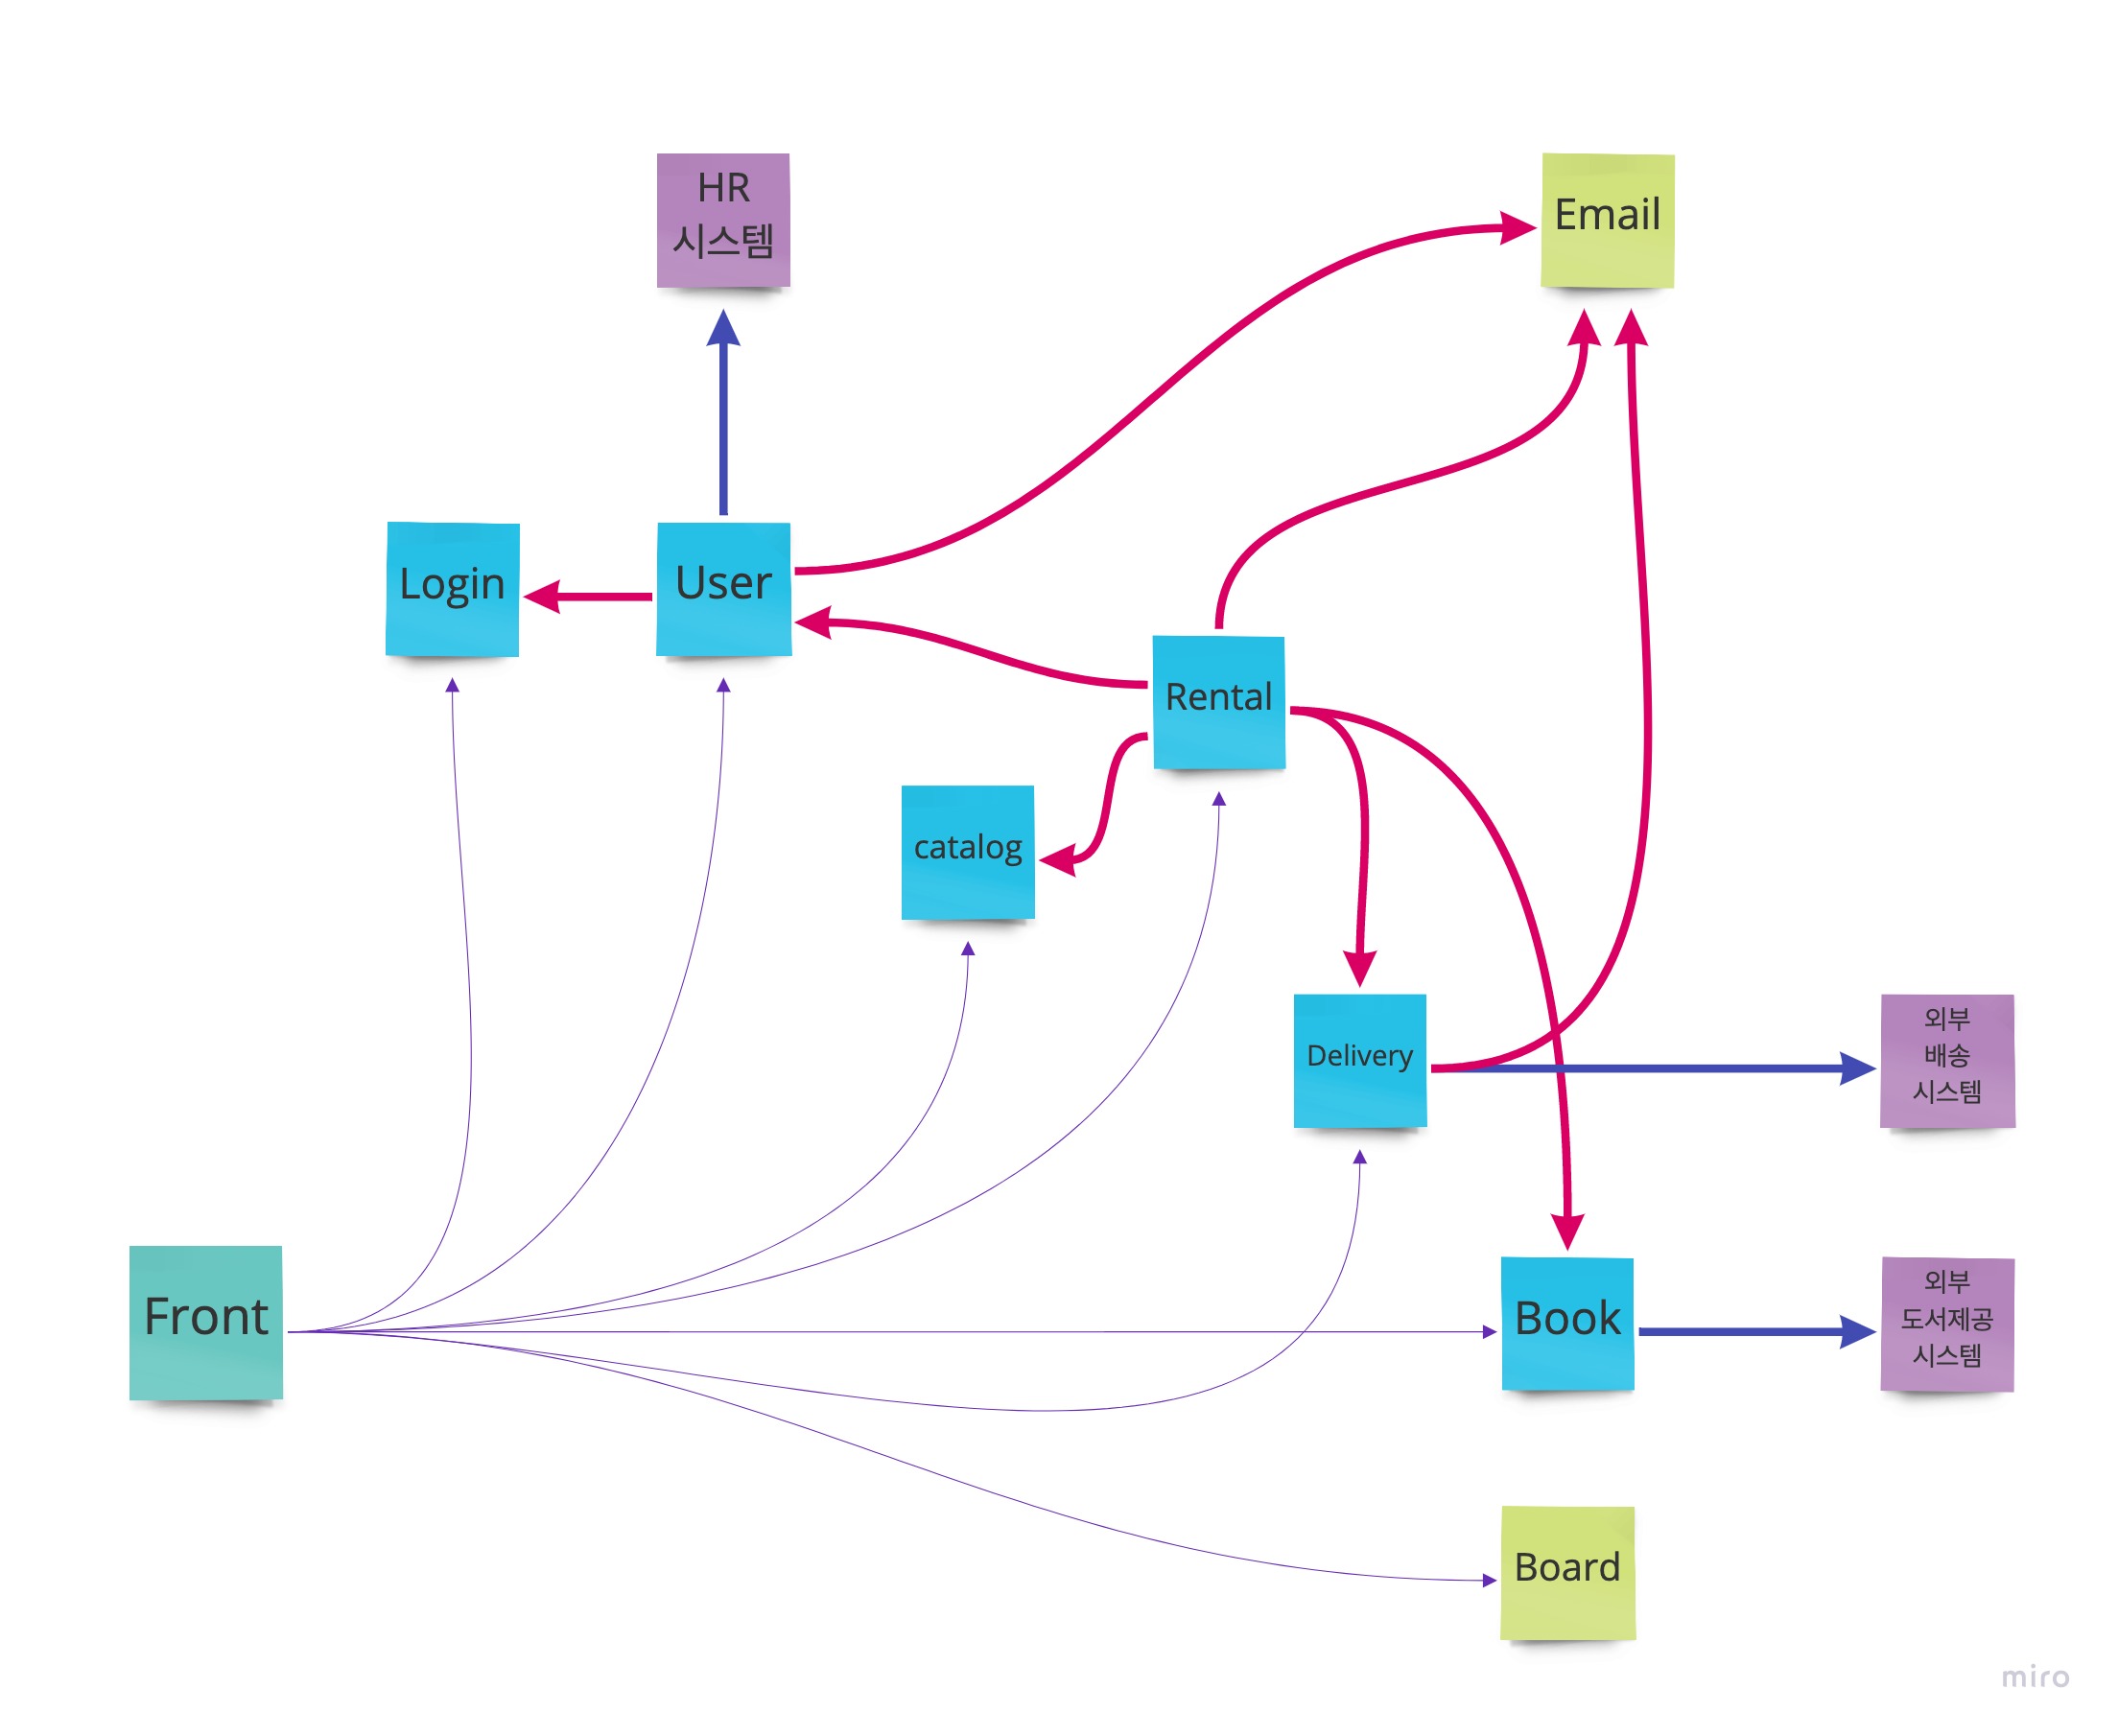 HR
시스템
Email
Login
User
Rental
catalog
Delivery
외부
배송
시스템
Front
Book
외부
도서제공
시스템
Board
miro